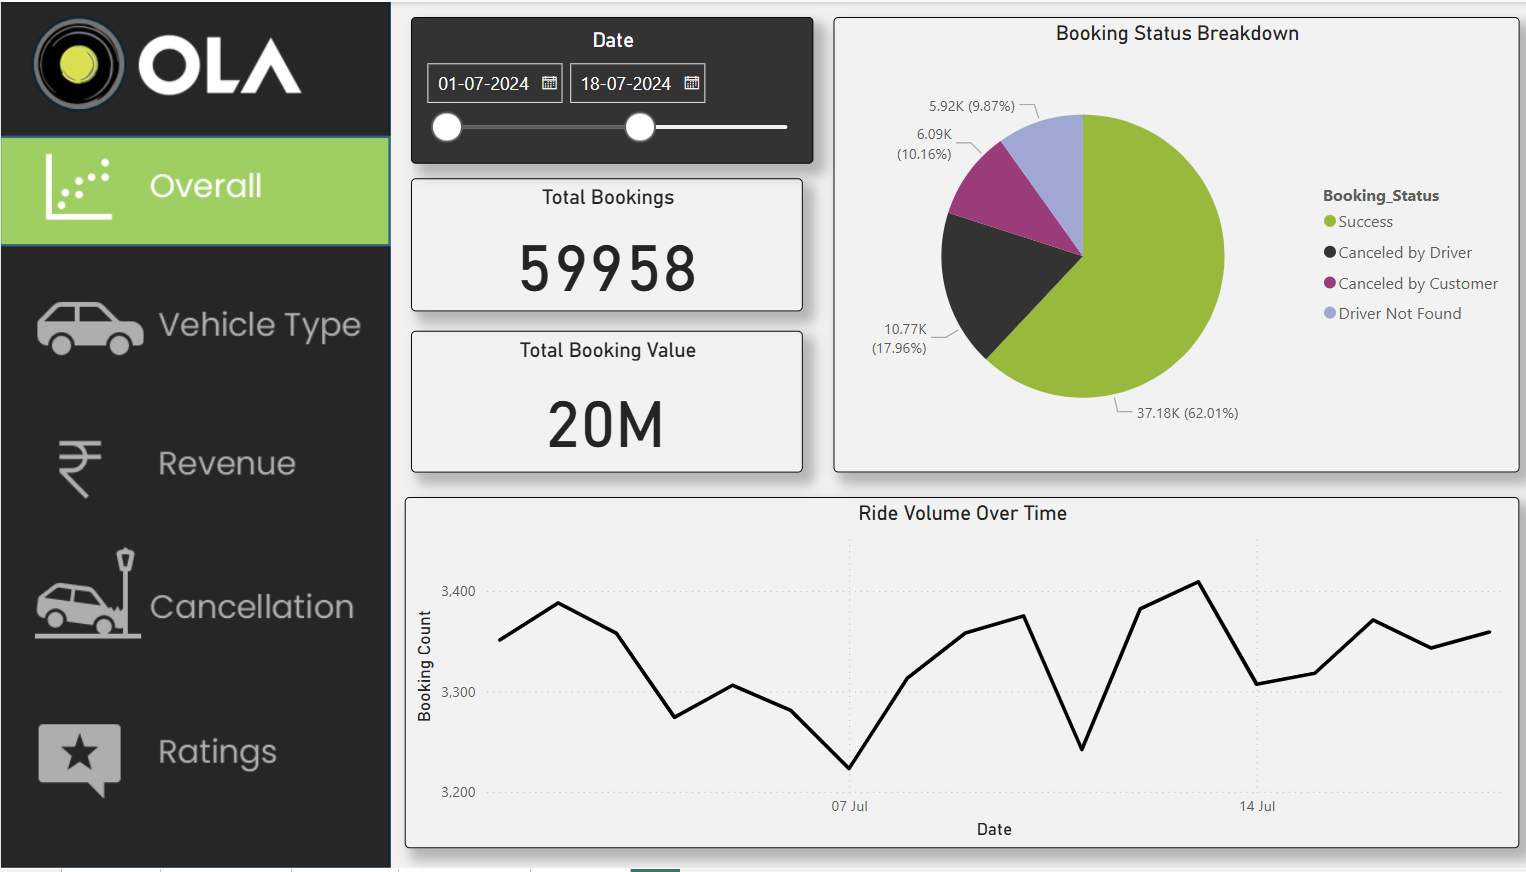 OLA
Overall
Vehicle Type
Revenue
Cancellation
Ratings
Date
01-07-2024
18-07-2024
Total Bookings
59958
Total Booking Value
20M
Booking Status Breakdown
5.92K (9.87%)
6.09K
(10.16%)
10.77K
(17.96%)
37.18K (62.01%)
Booking_Status
Success
Canceled by Driver
Canceled by Customer
Driver Not Found
Ride Volume Over Time
Booking Count
3,400
3,300
3,200
07 Jul
14 Jul
Date